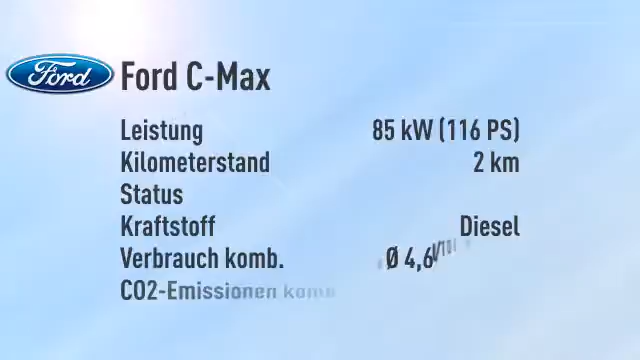 Ford
Ford C-Max
Leistung 85 kW (116 PS)
Kilometerstand 2 km
Status
Kraftstoff Diesel
Verbrauch komb. Ø 4,6
CO2-Emissionen komb